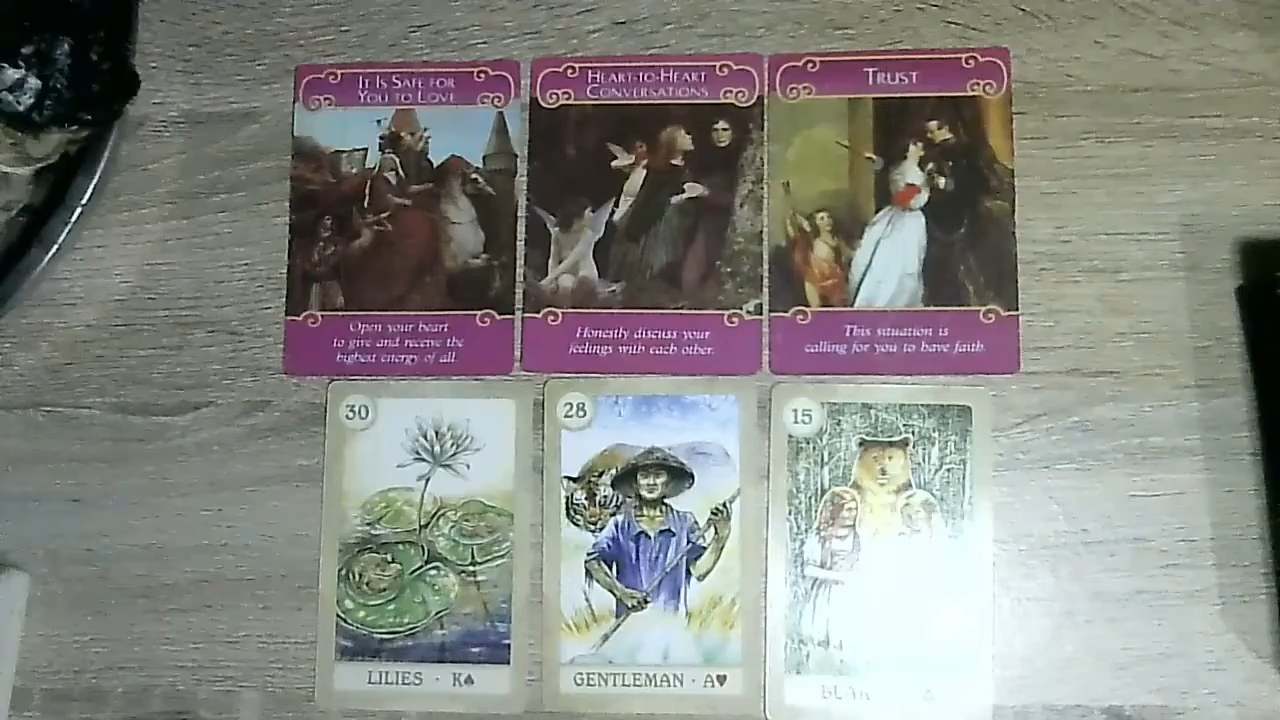 IT IS SAFE FOR
YOU TO LOVE
Open your heart
to give and receive the
highest energy of all.
HEART-TO-HEART
CONVERSATIONS
Honestly discuss your
feelings with each other.
TRUST
This situation is
calling for you to have faith.
30
LILIES · K♠
28
GENTLEMAN · A♥
15